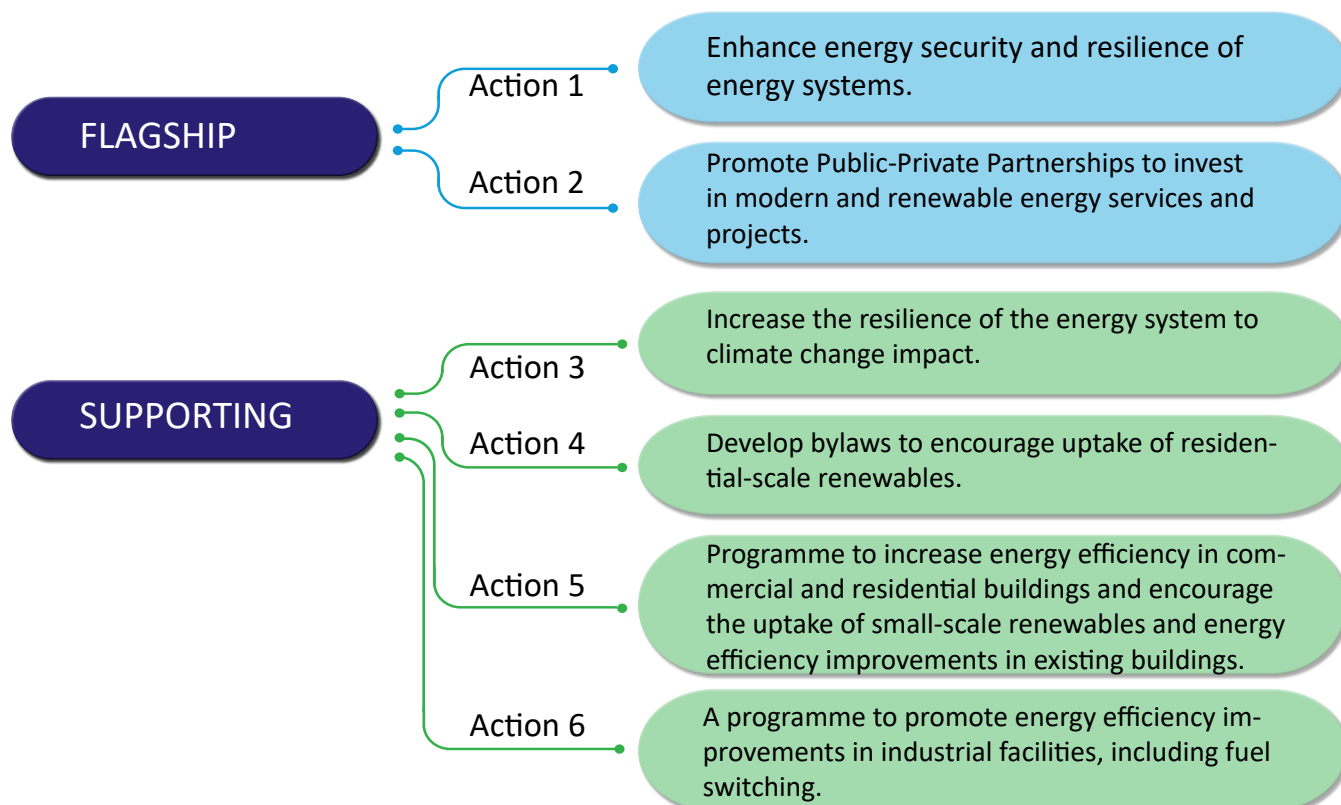 FLAGSHIP
Action 1
Enhance energy security and resilience of
energy systems.
Action 2
Promote Public-Private Partnerships to invest
in modern and renewable energy services and
projects.
SUPPORTING
Action 3
Increase the resilience of the energy system to
climate change impact.
Action 4
Develop bylaws to encourage uptake of residen-
tial-scale renewables.
Action 5
Programme to increase energy efficiency in com-
mercial and residential buildings and encourage
the uptake of small-scale renewables and energy
efficiency improvements in existing buildings.
Action 6
A programme to promote energy efficiency im-
provements in industrial facilities, including fuel
switching.